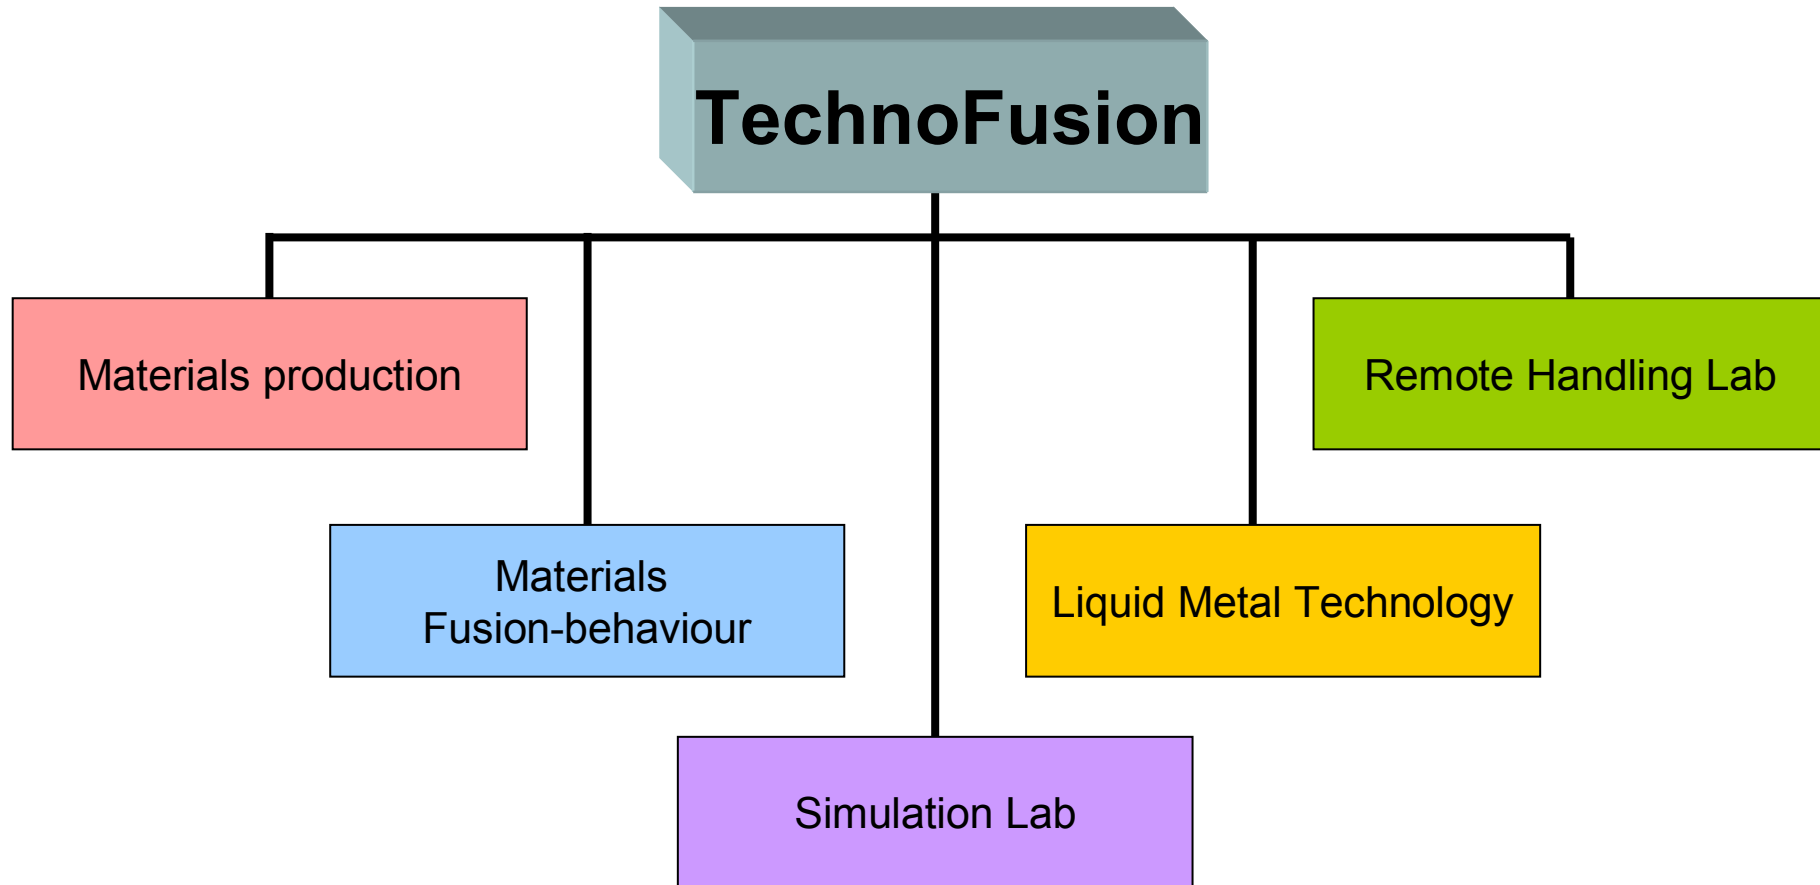 TechnoFusion
Materials production
Remote Handling Lab
Materials
Fusion-behaviour
Liquid Metal Technology
Simulation Lab